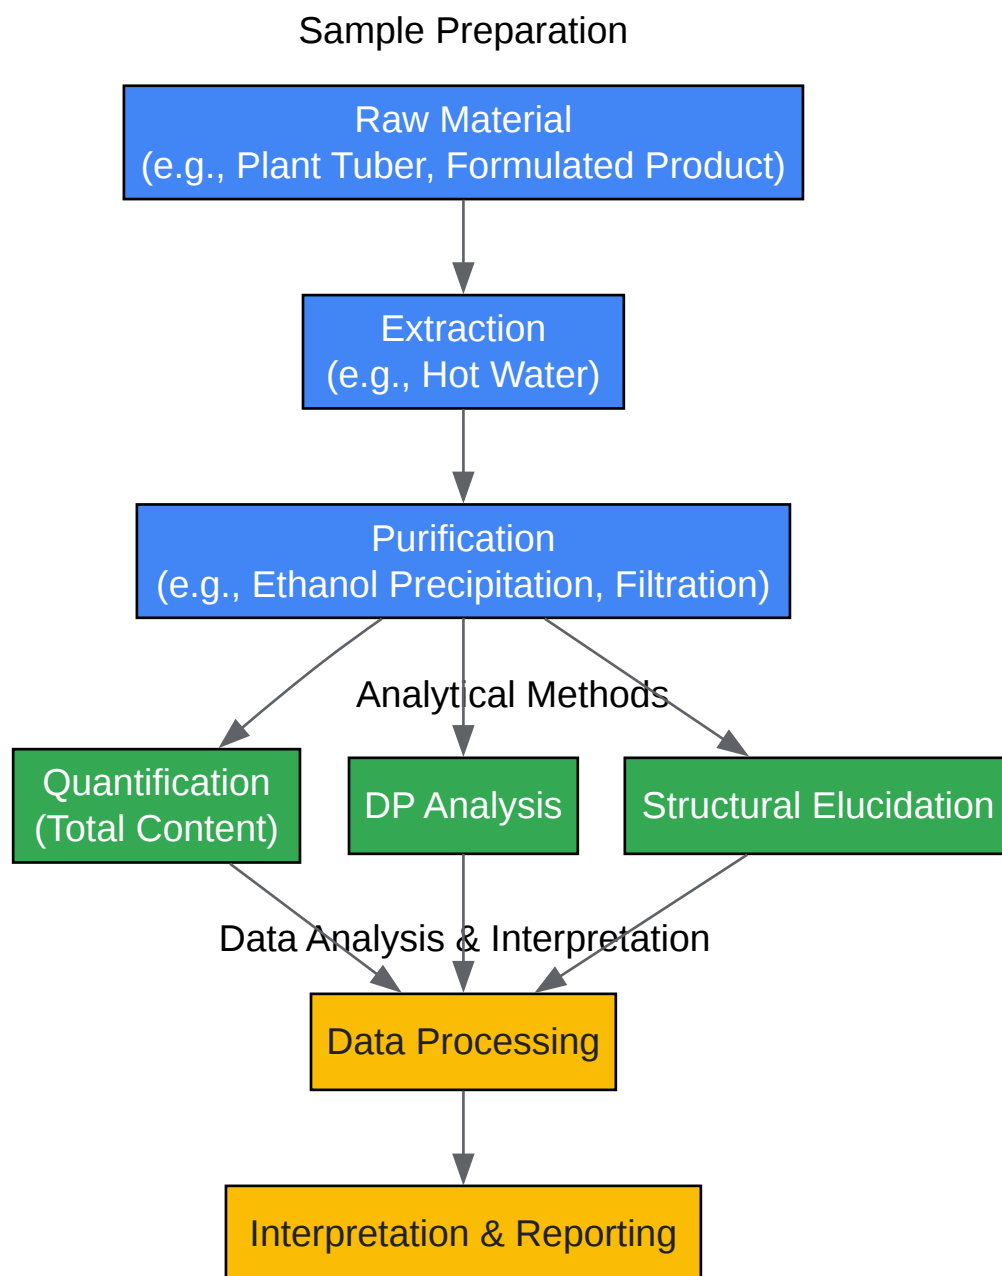 Sample Preparation
Raw Material
(e.g., Plant Tuber, Formulated Product)
Extraction
(e.g., Hot Water)
Purification
(e.g., Ethanol Precipitation, Filtration)
Analytical Methods
Quantification
(Total Content)
DP Analysis
Structural Elucidation
Data Analysis & Interpretation
Data Processing
Interpretation & Reporting